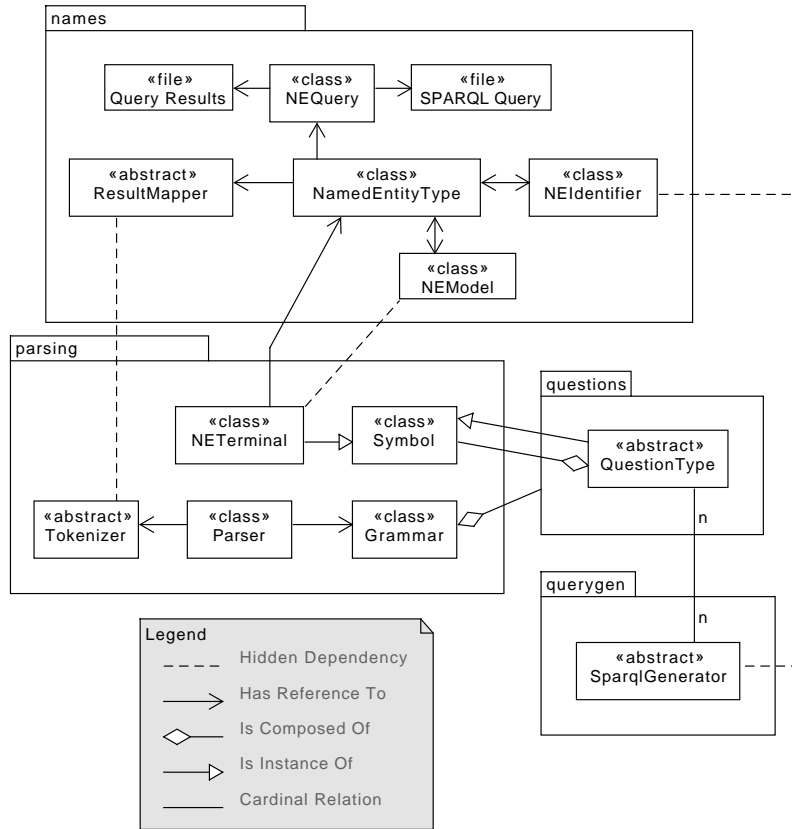 names
«file»
Query Results
«class»
NEQuery
«file»
SPARQL Query
«abstract»
ResultMapper
«class»
NamedEntityType
«class»
NEIdentifier
«class»
NEModel
parsing
«class»
NETerminal
«class»
Symbol
«abstract»
Tokenizer
«class»
Parser
«class»
Grammar
questions
«abstract»
QuestionType
n
querygen
n
«abstract»
SparqlGenerator
Legend
Hidden Dependency
Has Reference To
Is Composed Of
Is Instance Of
Cardinal Relation